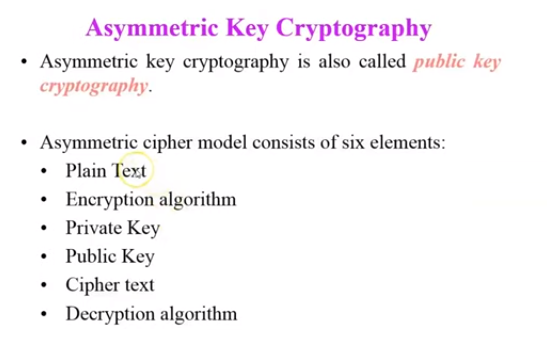 Asymmetric Key Cryptography
• Asymmetric key cryptography is also called public key
cryptography.
• Asymmetric cipher model consists of six elements:
• Plain Text
• Encryption algorithm
• Private Key
• Public Key
• Cipher text
• Decryption algorithm